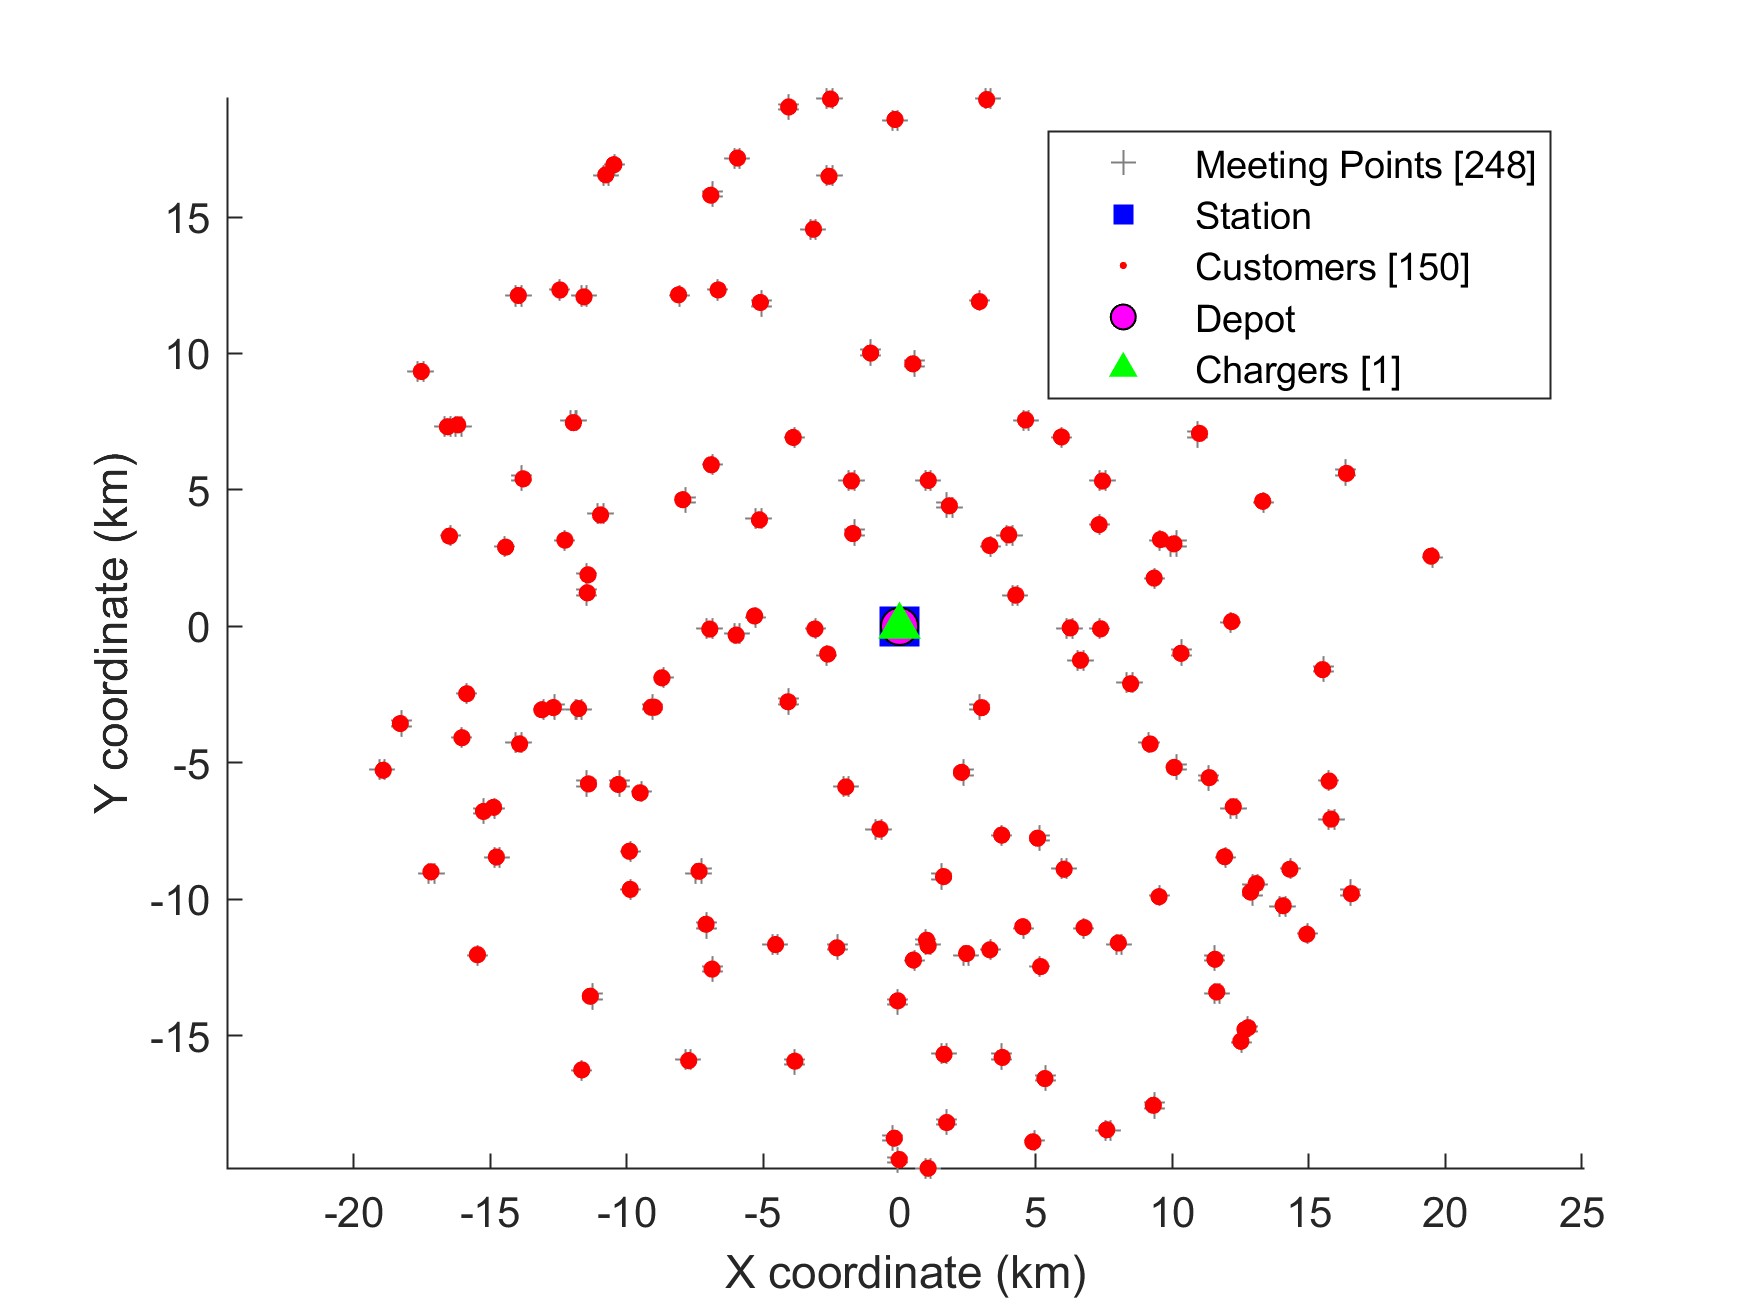 Meeting Points [248]
Station
Customers [150]
Depot
Chargers [1]
15
10
5
0
-5
-10
-15
Y coordinate (km)
-20 -15 -10 -5 0 5 10 15 20 25
X coordinate (km)